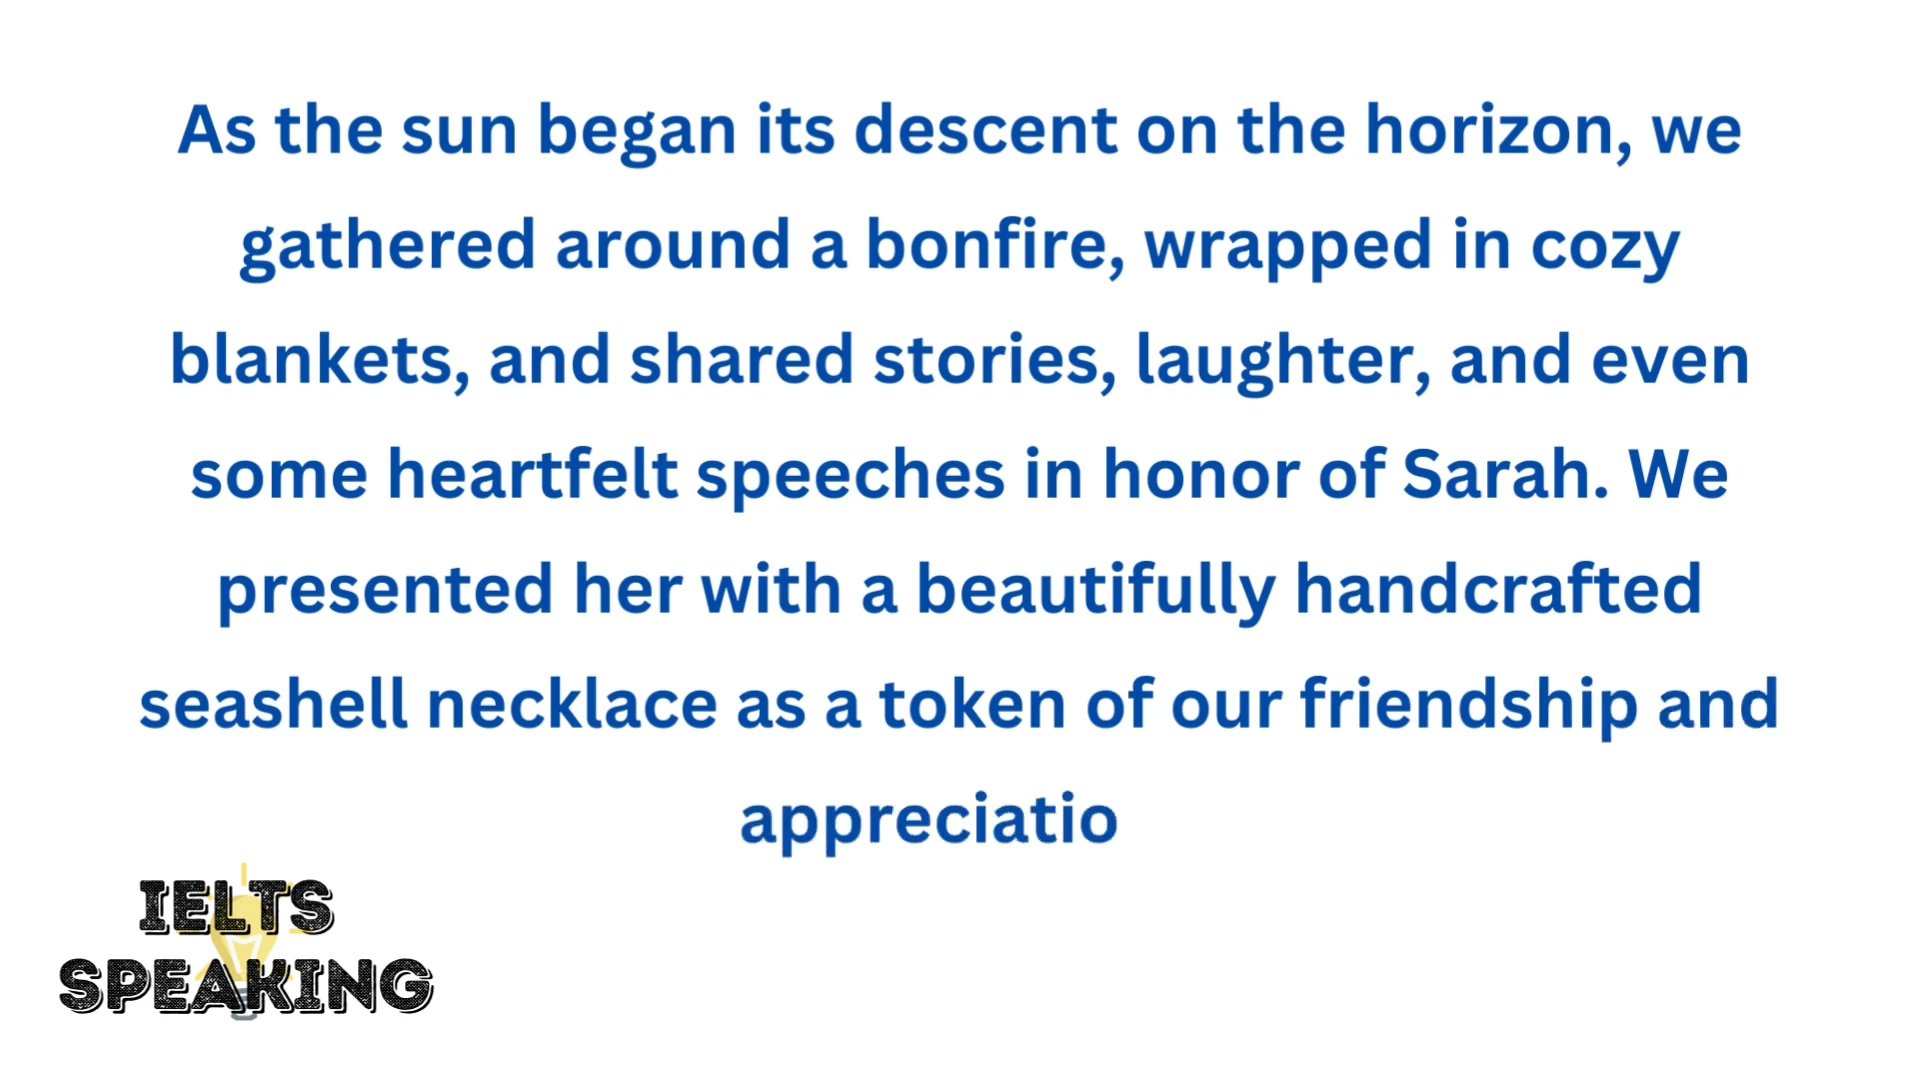 As the sun began its descent on the horizon, we
gathered around a bonfire, wrapped in cozy
blankets, and shared stories, laughter, and even
some heartfelt speeches in honor of Sarah. We
presented her with a beautifully handcrafted
seashell necklace as a token of our friendship and
appreciatio
IELTS
SPEAKING